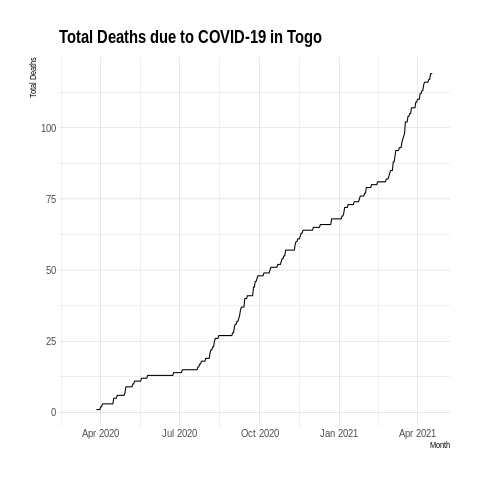 Total Deaths due to COVID-19 in Togo
Total Deaths
100
75
50
25
0
Apr 2020 Jul 2020 Oct 2020 Jan 2021 Apr 2021
Month